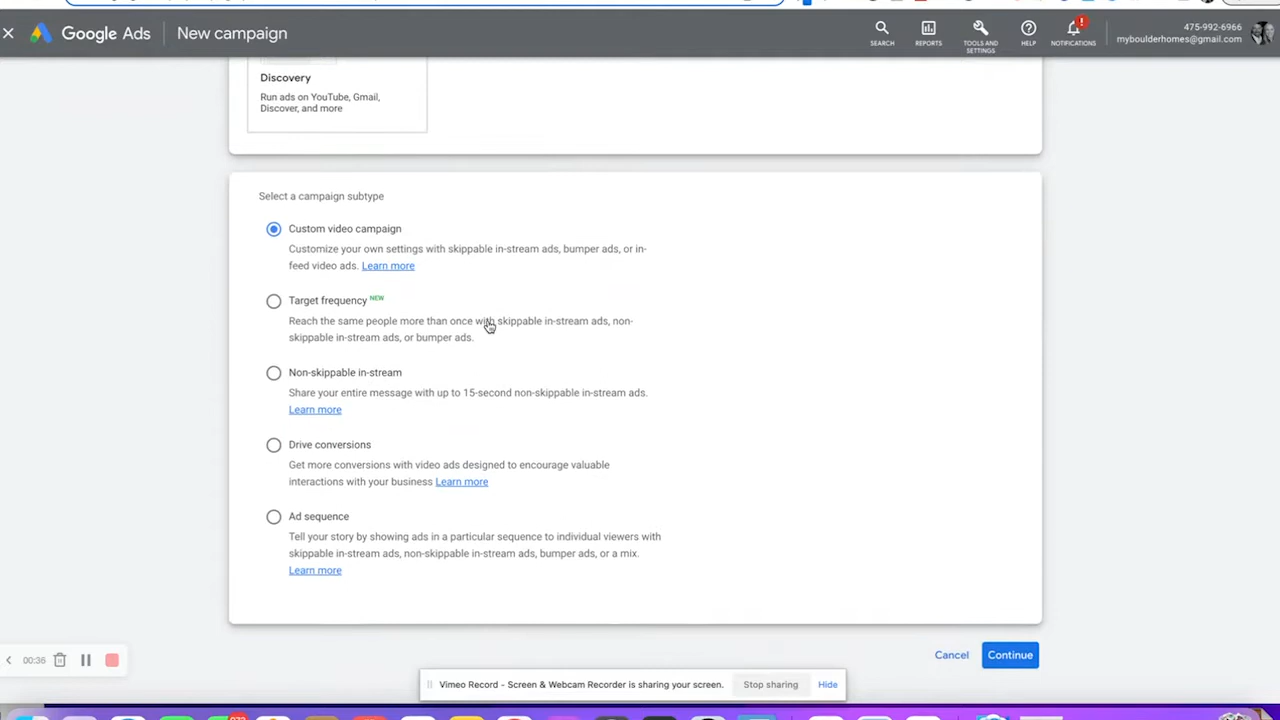 Google Ads
New campaign
SEARCH
REPORTS
TOOLS AND
SETTINGS
HELP
!
NOTIFICATIONS
475-992-6966
myboulderhomes@gmail.com
Discovery
Run ads on YouTube, Gmail,
Discover, and more
Select a campaign subtype
Custom video campaign
Customize your own settings with skippable in-stream ads, bumper ads, or in-
feed video ads. Learn more
Target frequency NEW
Reach the same people more than once with skippable in-stream ads, non-
skippable in-stream ads, or bumper ads.
Non-skippable in-stream
Share your entire message with up to 15-second non-skippable in-stream ads.
Learn more
Drive conversions
Get more conversions with video ads designed to encourage valuable
interactions with your business Learn more
Ad sequence
Tell your story by showing ads in a particular sequence to individual viewers with
skippable in-stream ads, non-skippable in-stream ads, bumper ads, or a mix.
Learn more
Cancel
Continue
00:36
Vimeo Record - Screen & Webcam Recorder is sharing your screen.
Stop sharing
Hide